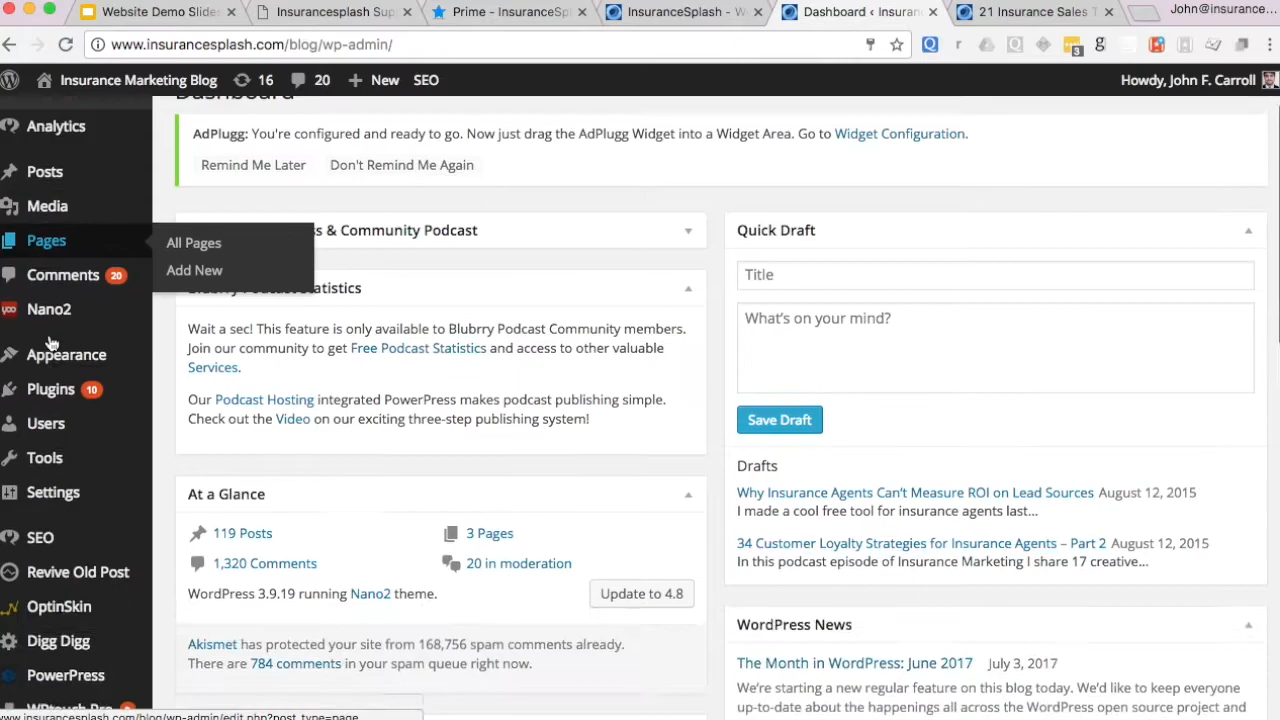 Website Demo Slide
Insurancesplash Sup
Prime - InsuranceSp
InsuranceSplash - W
Dashboard ‹ Insuran
21 Insurance Sales T
John@insurance...
www.insurancesplash.com/blog/wp-admin/
3
Insurance Marketing Blog
16
20
New
SEO
Howdy, John F. Carroll
Dashboard
Analytics
Posts
Media
Pages
Comments 20
Nano2
Appearance
Plugins 10
Users
Tools
Settings
SEO
Revive Old Post
OptinSkin
Digg Digg
PowerPress
All Pages
Add New
AdPlugg: You're configured and ready to go. Now just drag the AdPlugg Widget into a Widget Area. Go to Widget Configuration.
Remind Me Later
Don't Remind Me Again
s & Community Podcast
Blubrry Podcast Statistics
Wait a sec! This feature is only available to Blubrry Podcast Community members.
Join our community to get Free Podcast Statistics and access to other valuable
Services.
Our Podcast Hosting integrated PowerPress makes podcast publishing simple.
Check out the Video on our exciting three-step publishing system!
At a Glance
119 Posts
3 Pages
1,320 Comments
20 in moderation
WordPress 3.9.19 running Nano2 theme.
Update to 4.8
Akismet has protected your site from 168,756 spam comments already.
There are 784 comments in your spam queue right now.
Quick Draft
Title
What's on your mind?
Save Draft
Drafts
Why Insurance Agents Can't Measure ROI on Lead Sources August 12, 2015
I made a cool free tool for insurance agents last...
34 Customer Loyalty Strategies for Insurance Agents – Part 2 August 12, 2015
In this podcast episode of Insurance Marketing I share 17 creative...
WordPress News
The Month in WordPress: June 2017 July 3, 2017
We're starting a new regular feature on this blog today. We'd like to keep everyone
up-to-date about the happenings all across the WordPress open source project and
www.insurancesplash.com/blog/wp-admin/edit.php?post_type=page